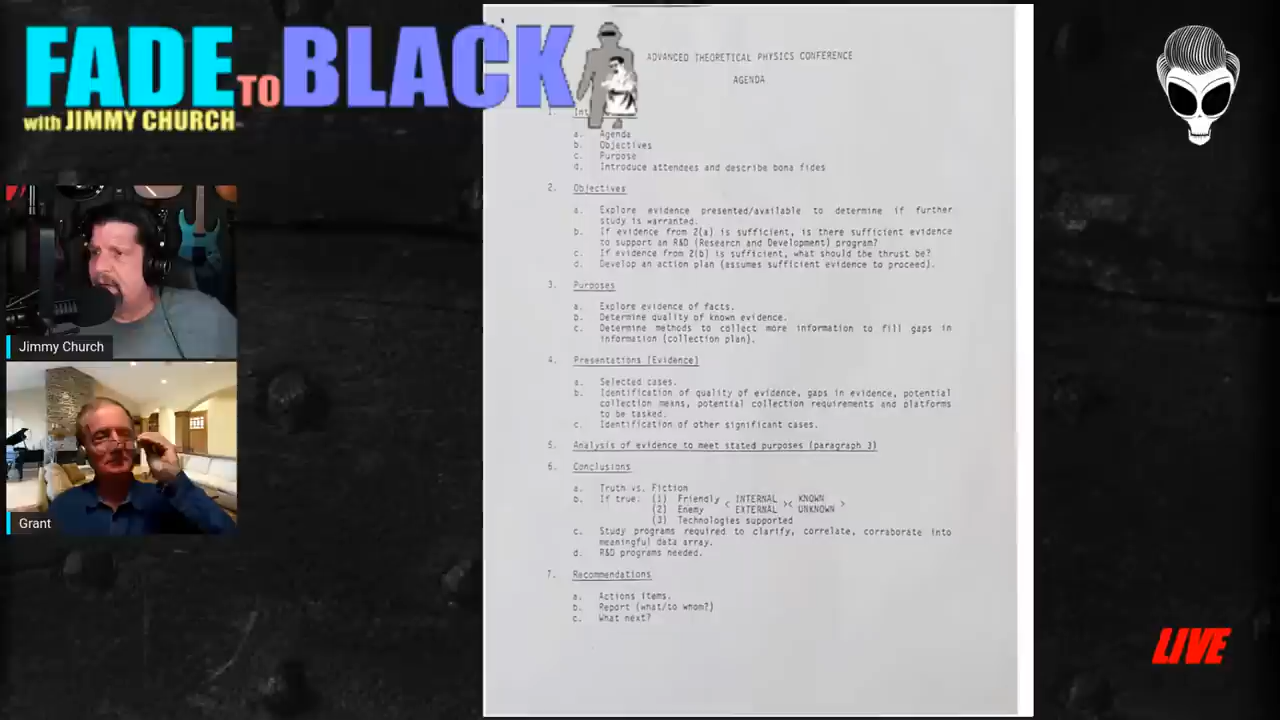 FADE TO BLACK
with JIMMY CHURCH
Jimmy Church
Grant
ADVANCED THEORETICAL PHYSICS CONFERENCE
AGENDA
1.
a. Agenda
b. Objectives
c. Purpose
d. Introduce attendees and describe bona fides
2. Objectives
a. Explore evidence presented/available to determine if further
study is warranted.
b. If evidence from 2(a) is sufficient, is there sufficient evidence
to support an R&D (Research and Development) program?
c. If evidence from 2(b) is sufficient, what should the thrust be?
d. Develop an action plan (assumes sufficient evidence to proceed).
3. Purposes
a. Explore evidence of facts.
b. Determine quality of known evidence.
c. Determine methods to collect more information to fill gaps in
information (collection plan).
4. Presentations (Evidence)
a. Selected cases.
b. Identification of quality of evidence, gaps in evidence, potential
collection means, potential collection requirements and platforms
to be tasked.
c. Identification of other significant cases.
5. Analysis of evidence to meet stated purposes (paragraph 3)
6. Conclusions
a. Truth vs. Fiction
b. If true: (1) Friendly < INTERNAL >< KNOWN >
(2) Enemy EXTERNAL UNKNOWN
(3) Technologies supported
c. Study programs required to clarify, correlate, corraborate into
meaningful data array.
d. R&D programs needed.
7. Recommendations
a. Actions items.
b. Report (what/to whom?)
c. What next?
LIVE